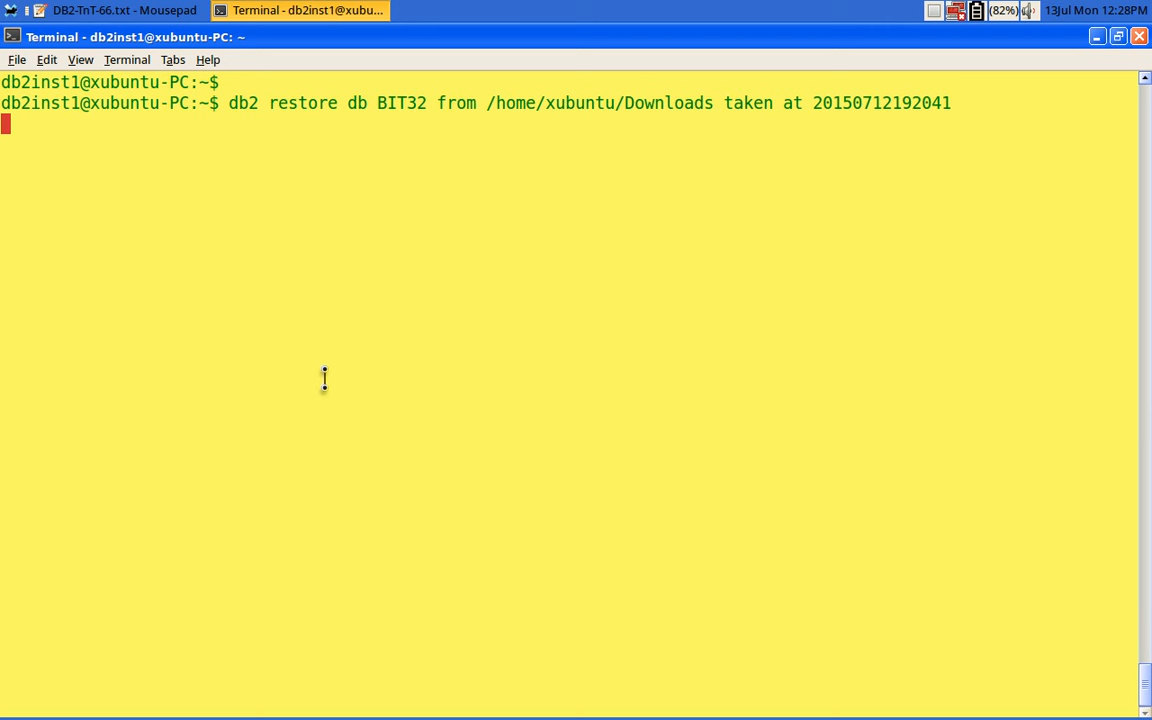 DB2-TnT-66.txt - Mousepad
Terminal - db2inst1@xubu...
(82%)
13Jul Mon 12:28PM
Terminal - db2inst1@xubuntu-PC: ~
File Edit View Terminal Tabs Help
db2inst1@xubuntu-PC:~$
db2inst1@xubuntu-PC:~$ db2 restore db BIT32 from /home/xubuntu/Downloads taken at 20150712192041